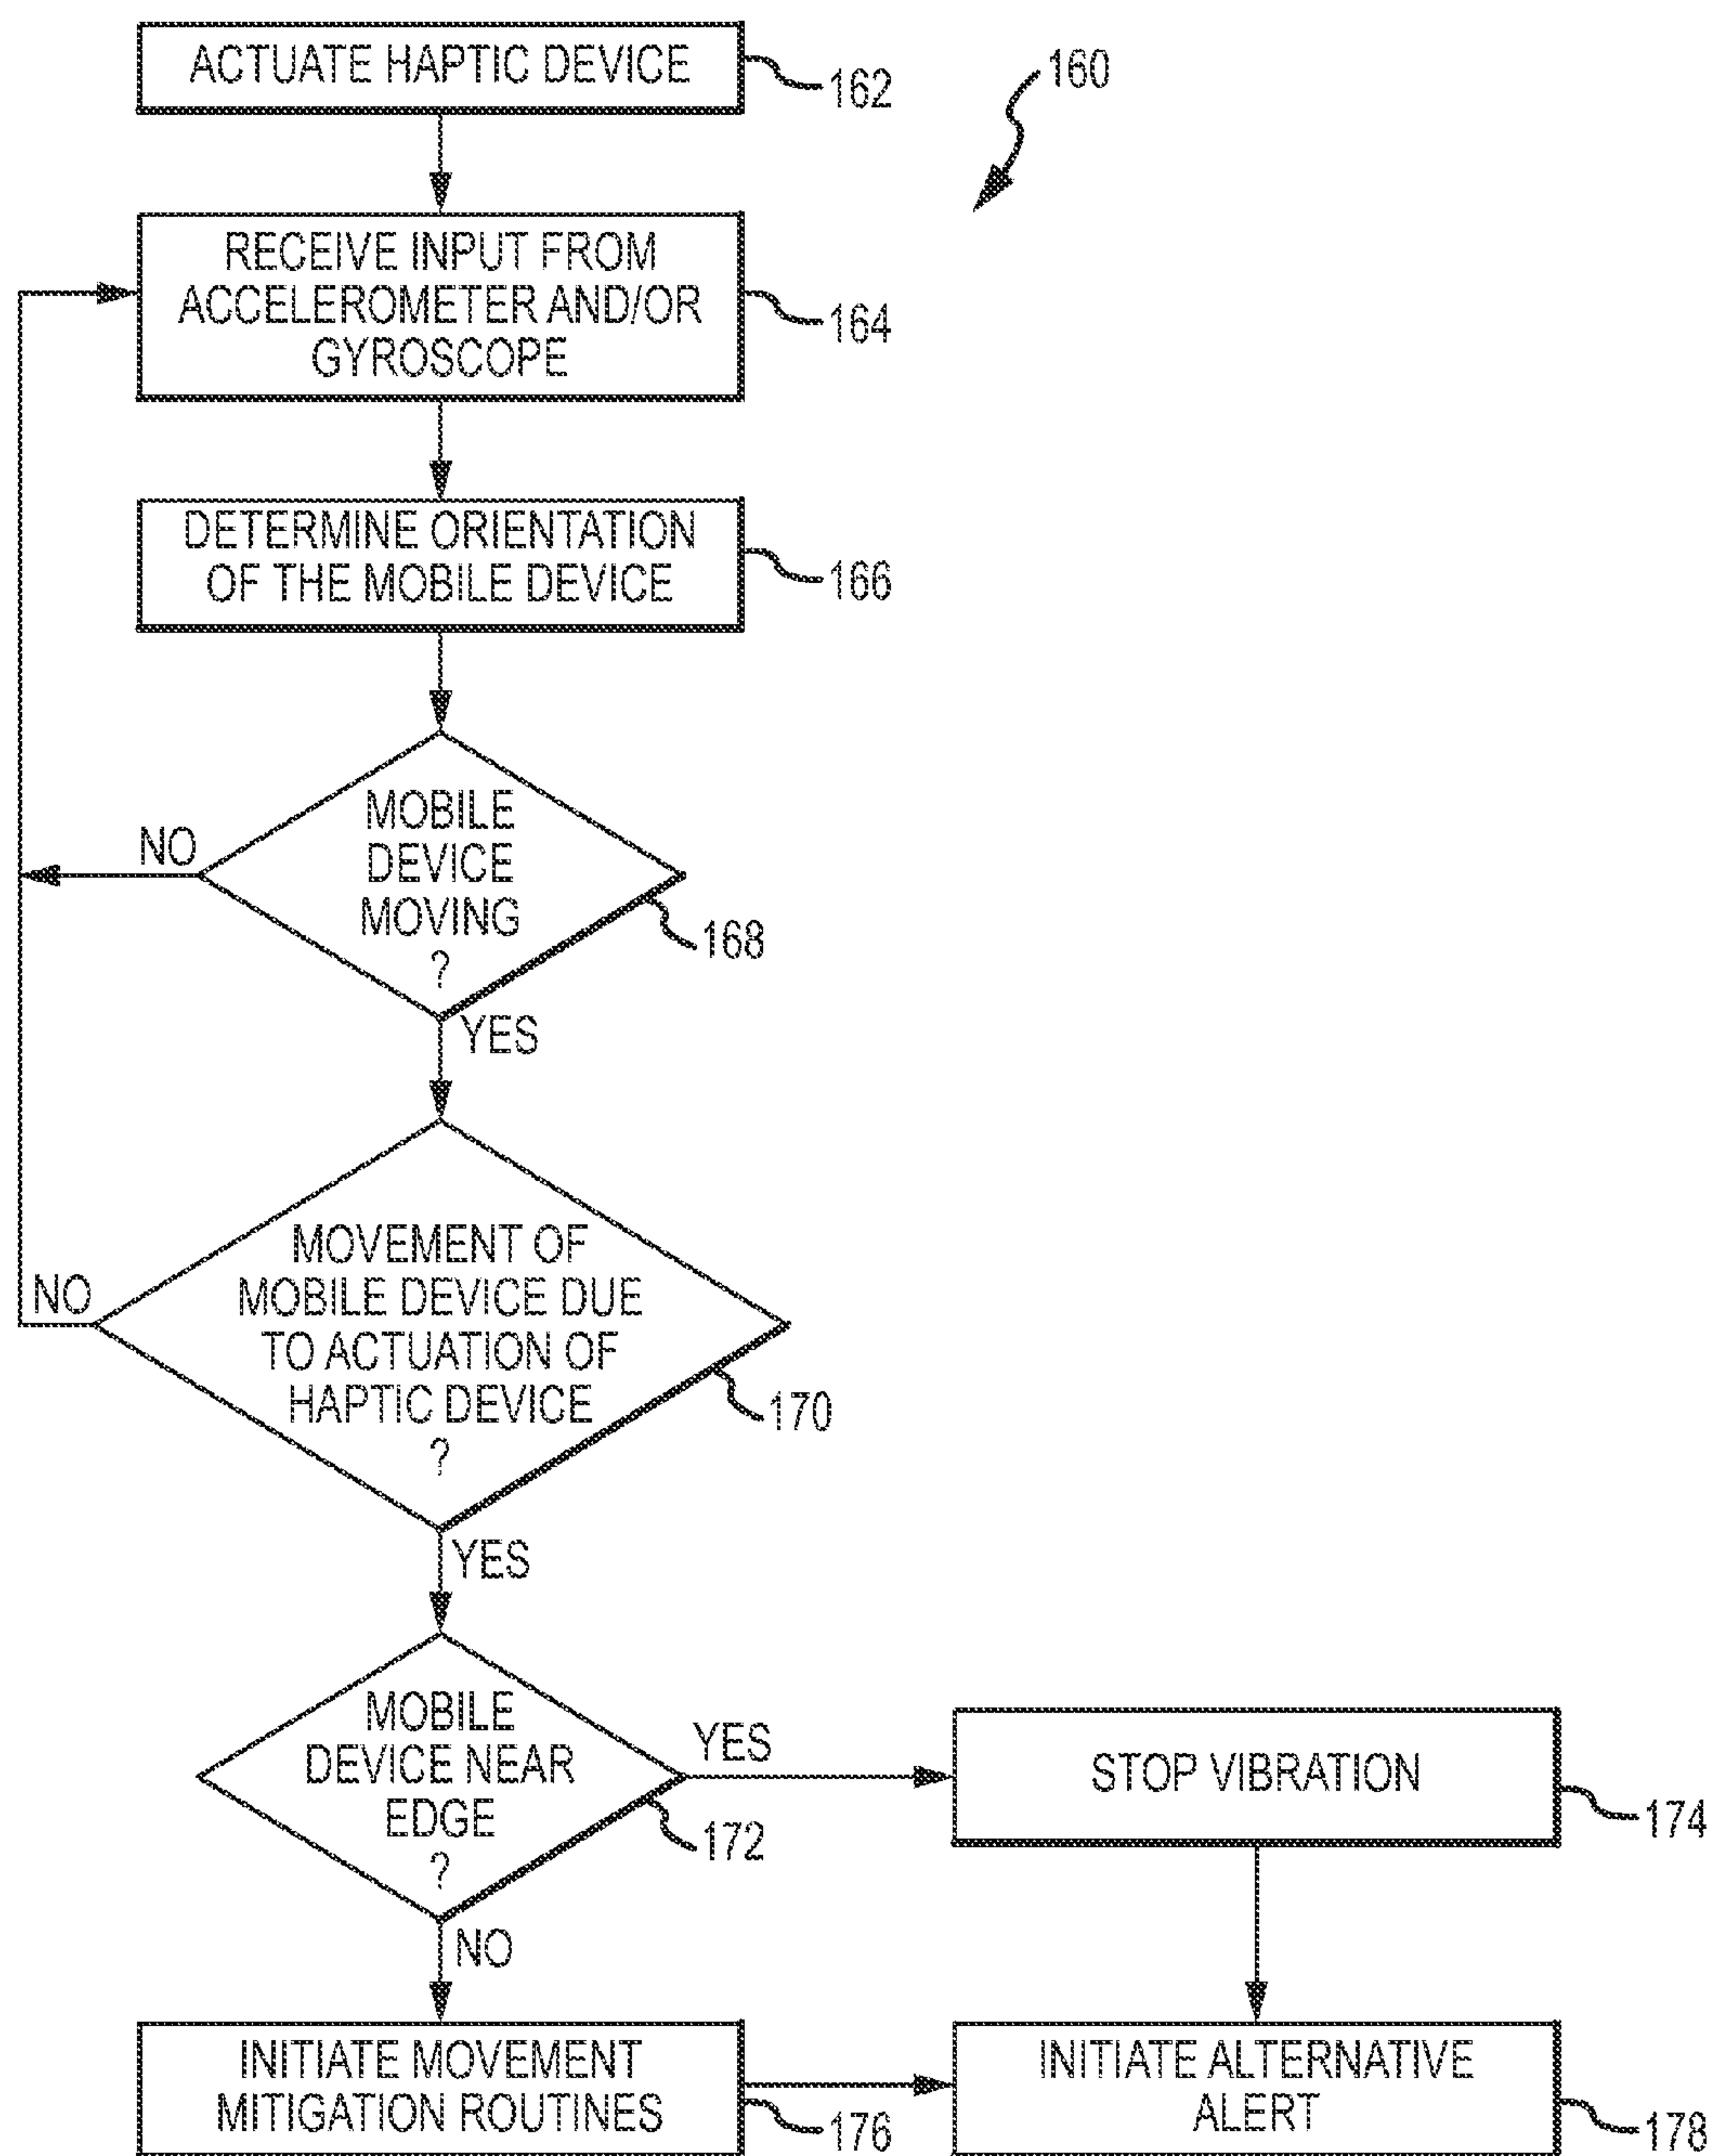 ACTUATE HAPTIC DEVICE
162
160
RECEIVE INPUT FROM
ACCELEROMETER AND/OR
GYROSCOPE
164
DETERMINE ORIENTATION
OF THE MOBILE DEVICE
166
MOBILE
DEVICE
MOVING
?
NO
168
YES
MOVEMENT OF
MOBILE DEVICE DUE
TO ACTUATION OF
HAPTIC DEVICE
?
NO
170
YES
MOBILE
DEVICE NEAR
EDGE
?
YES
172
STOP VIBRATION
174
NO
INITIATE MOVEMENT
MITIGATION ROUTINES
176
INITIATE ALTERNATIVE
ALERT
178